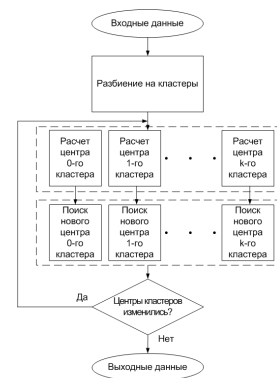 Входные данные
Разбиение на кластеры
Расчет
центра
0-го
кластера
Расчет
центра
1-го
кластера
Расчет
центра
k-го
кластера
Поиск
нового
центра
0-го
кластера
Поиск
нового
центра
1-го
кластера
Поиск
нового
центра
k-го
кластера
Да
Центры кластеров
изменились?
Нет
Выходные данные